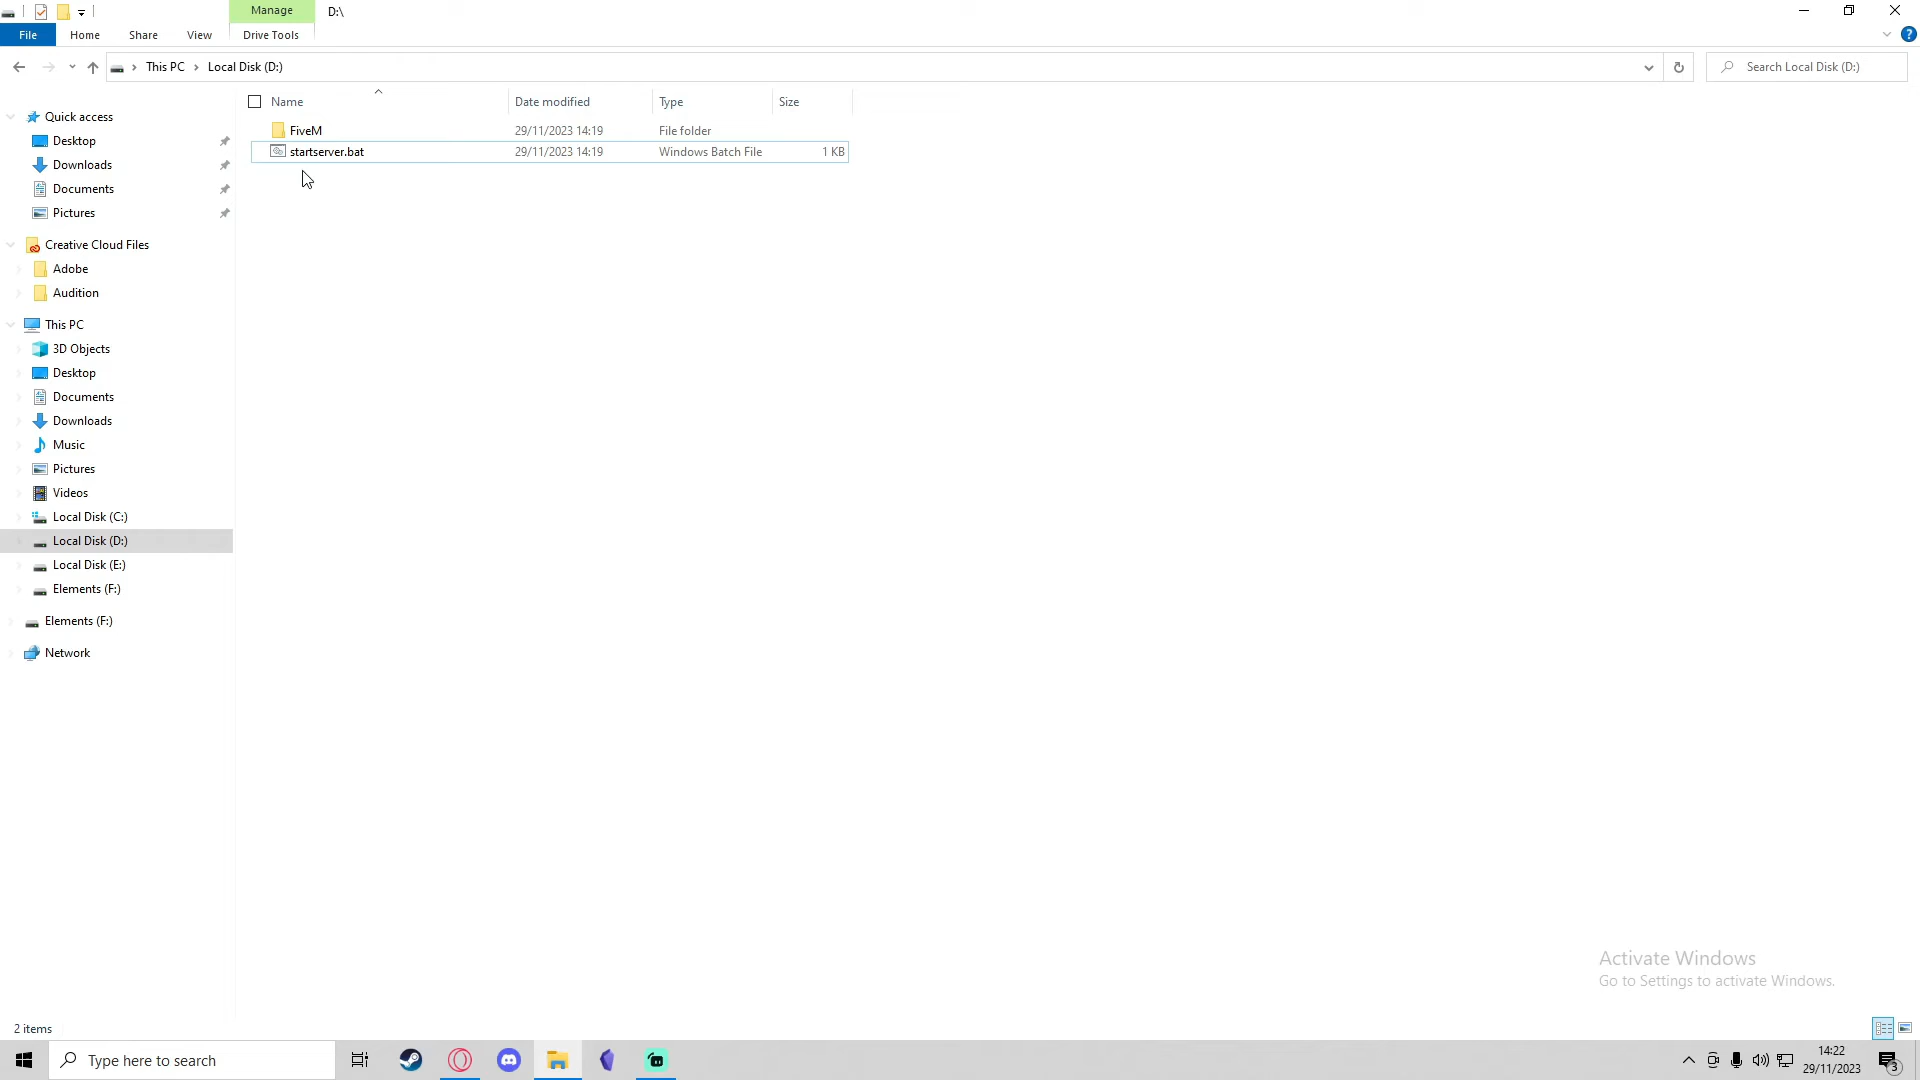 Manage
D:\
File
Home
Share
View
Drive Tools
This PC
Local Disk (D:)
Search Local Disk (D:)
Name
Date modified
Type
Size
FiveM
29/11/2023 14:19
File folder
startserver.bat
29/11/2023 14:19
Windows Batch File
1 KB
Quick access
Desktop
Downloads
Documents
Pictures
Creative Cloud Files
Adobe
Audition
This PC
3D Objects
Desktop
Documents
Downloads
Music
Pictures
Videos
Local Disk (C:)
Local Disk (D:)
Local Disk (E:)
Elements (F:)
Elements (F:)
Network
Activate Windows
Go to Settings to activate Windows.
2 items
Type here to search
14:22
29/11/2023
3